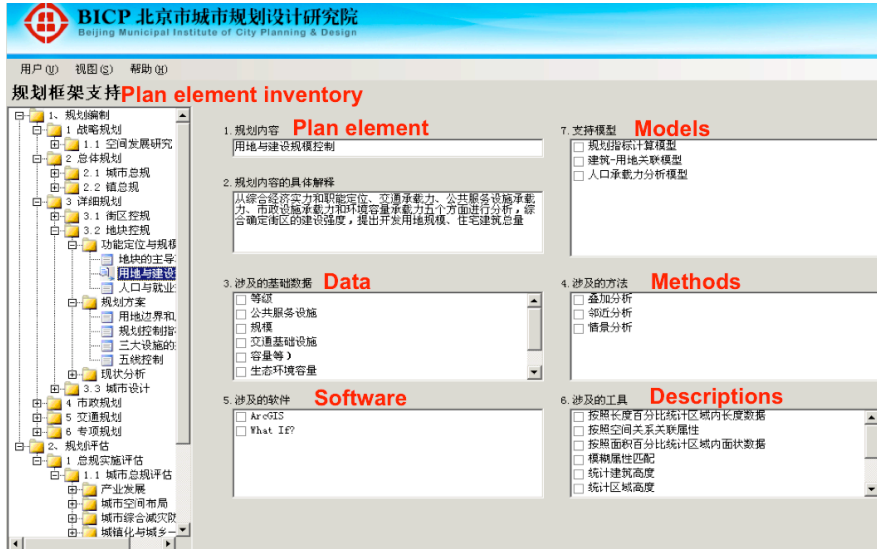 BICP 北京市城市规划设计研究院
Beijing Municipal Institute of City Planning & Design
用户(U) 视图(S) 帮助(H)
规划框架支持 Plan element inventory
1、规划编制
1 战略规划
1.1 空间发展研究
2 总体规划
2.1 城市总规
2.2 镇总规
3 详细规划
3.1 街区控规
3.2 地块控规
功能定位与规模
地块的主导
用地与建设
人口与就业
规划方案
用地边界和
规划控制指
三大设施的
五线控制
现状分析
3.3 城市设计
4 市政规划
5 交通规划
6 专项规划
2、规划评估
1 总规实施评估
1.1 城市总规评估
产业发展
城市空间布局
城市综合减灾防
城镇化与城乡一
1. 规划内容 Plan element
用地与建设规模控制
2. 规划内容的具体解释
从综合经济实力和职能定位、交通承载力、公共服务设施承载
力、市政设施承载力和环境容量承载力五个方面进行分析，综
合确定街区的建设强度，提出开发用地规模、住宅建筑总量
3. 涉及的基础数据 Data
等级
公共服务设施
规模
交通基础设施
容量等）
生态环境容量
5. 涉及的软件 Software
ArcGIS
What If?
7. 支持模型 Models
规划指标计算模型
建筑-用地关联模型
人口承载力分析模型
4. 涉及的方法 Methods
叠加分析
邻近分析
情景分析
6. 涉及的工具 Descriptions
按照长度百分比统计区域内长度数据
按照空间关系关联属性
按照面积百分比统计区域内面状数据
模糊属性匹配
统计建筑高度
统计区域高度